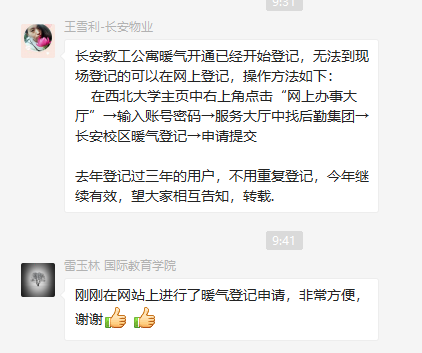 9:31
王雪利-长安物业
长安教工公寓暖气开通已经开始登记，无法到现
场登记的可以在网上登记，操作方法如下：
在西北大学主页中右上角点击“网上办事大
厅”→输入账号密码→服务大厅中找后勤集团→
长安校区暖气登记→申请提交
去年登记过三年的用户，不用重复登记，今年继
续有效，望大家相互告知，转载.
9:41
雷玉林 国际教育学院
刚刚在网站上进行了暖气登记申请，非常方便，
谢谢